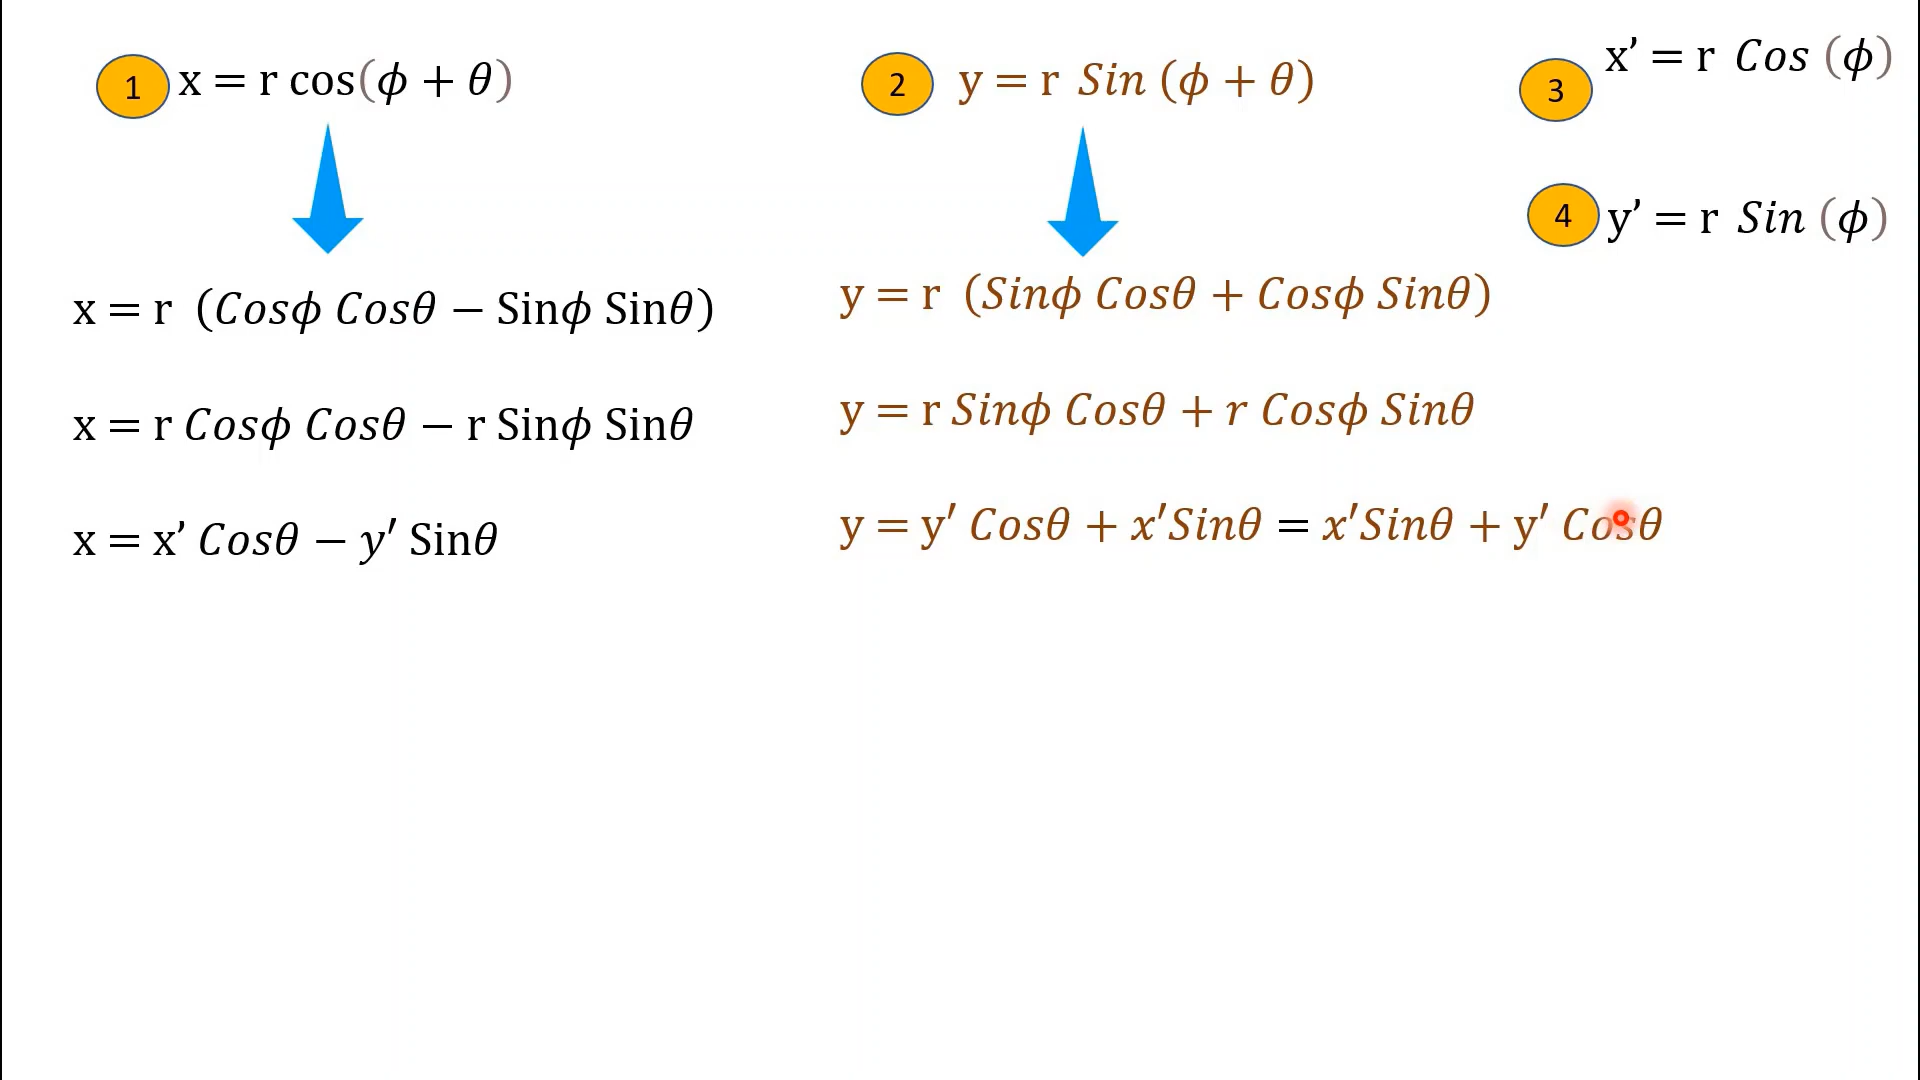 1 x = r cos(ϕ + θ)
x = r (Cosϕ Cosθ − Sinϕ Sinθ)
x = r Cosϕ Cosθ − r Sinϕ Sinθ
x = x’ Cosθ − y′ Sinθ
2 y = r Sin (ϕ + θ)
y = r (Sinϕ Cosθ + Cosϕ Sinθ)
y = r Sinϕ Cosθ + r Cosϕ Sinθ
y = y′ Cosθ + x′Sinθ = x′Sinθ + y′ Cosθ
3 x’ = r Cos (ϕ)
4 y’ = r Sin (ϕ)